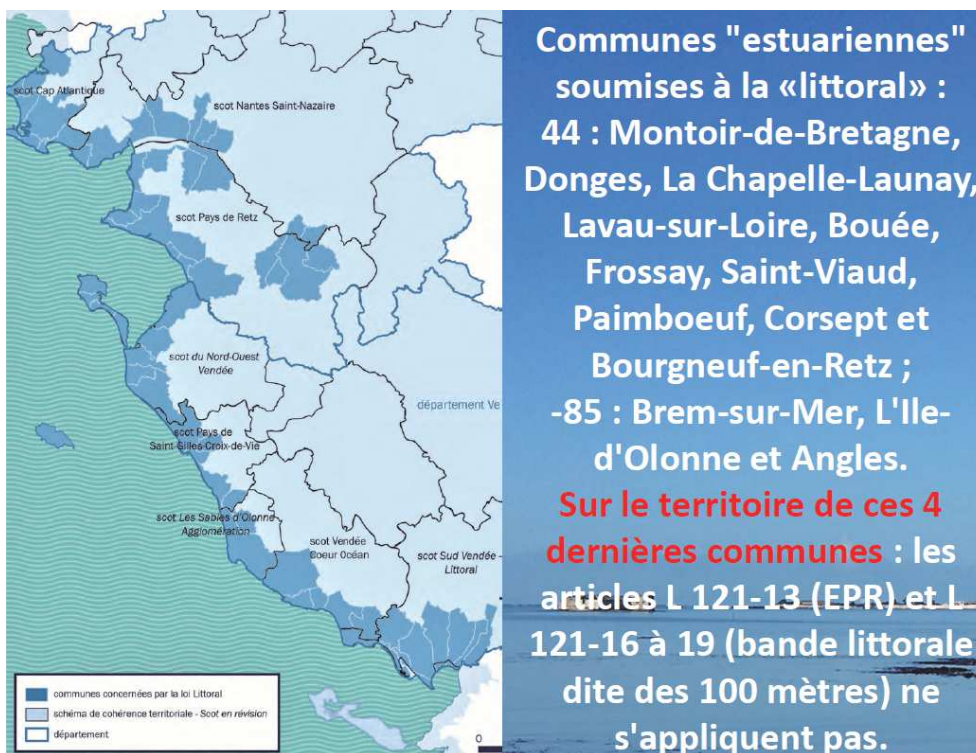 scot Cap Atlantique
scot Nantes Saint-Nazaire
scot Pays de Retz
scot du Nord-Ouest
Vendée
département Ve
scot Pays de
Saint-Gilles-Croix-de-Vie
scot Les Sables d'Olonne
Agglomération
scot Vendée
Coeur Océan
scot Sud Vendée
Littoral
communes concernées par la loi Littoral
schéma de cohérence territoriale - Scot en révision
département
0
Communes "estuariennes"
soumises à la «littoral» :
44 : Montoir-de-Bretagne,
Donges, La Chapelle-Launay,
Lavau-sur-Loire, Bouée,
Frossay, Saint-Viaud,
Paimboeuf, Corsept et
Bourgneuf-en-Retz ;
-85 : Brem-sur-Mer, L'Ile-
d'Olonne et Angles.
Sur le territoire de ces 4
dernières communes : les
articles L 121-13 (EPR) et L
121-16 à 19 (bande littorale
dite des 100 mètres) ne
s'appliquent pas.